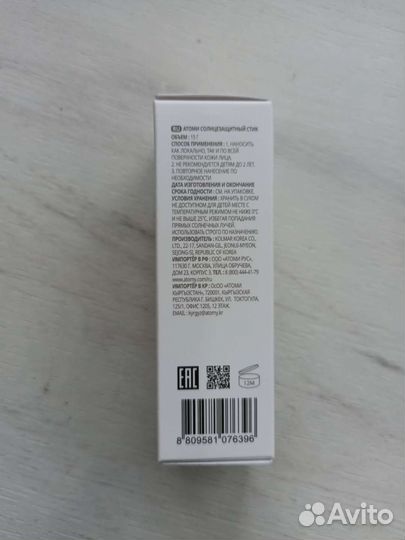 RU АТОМИ СОЛНЦЕЗАЩИТНЫЙ СТИК
ОБЪЕМ : 15 Г
СПОСОБ ПРИМЕНЕНИЯ : 1. НАНОСИТЬ
КАК ЛОКАЛЬНО, ТАК И ПО ВСЕЙ
ПОВЕРХНОСТИ КОЖИ ЛИЦА.
2. НЕ РЕКОМЕНДУЕТСЯ ДЕТЯМ ДО 2 ЛЕТ.
3. ПОВТОРНОЕ НАНЕСЕНИЕ ПО
НЕОБХОДИМОСТИ
ДАТА ИЗГОТОВЛЕНИЯ И ОКОНЧАНИЕ
СРОКА ГОДНОСТИ : СМ. НА УПАКОВКЕ.
УСЛОВИЯ ХРАНЕНИЯ : ХРАНИТЬ В СУХОМ
НЕ ДОСТУПНОМ ДЛЯ ДЕТЕЙ МЕСТЕ С
ТЕМПЕРАТУРНЫМ РЕЖИМОМ НЕ НИЖЕ 3°C
И НЕ ВЫШЕ 25°C, ИЗБЕГАЯ ПОПАДАНИЯ
ПРЯМЫХ СОЛНЕЧНЫХ ЛУЧЕЙ.
ИСПОЛЬЗОВАТЬ СТРОГО ПО НАЗНАЧЕНИЮ.
ПРОИЗВОДИТЕЛЬ : KOLMAR KOREA CO.,
LTD., 22-17, SANDAN-GIL, JEONUI-MYEON,
SEJONG-SI, REPUBLIC OF KOREA
ИМПОРТЁР В РФ : ООО «АТОМИ РУС»,
117630 Г. МОСКВА, УЛИЦА ОБРУЧЕВА,
ДОМ 23, КОРПУС 3, ТЕЛ.: 8 (800) 444-41-79
www.atomy.com/ru
ИМПОРТЁР В КР : ОсОО «АТОМИ
КЫРГЫЗСТАН», 720001, КЫРГЫЗСКАЯ
РЕСПУБЛИКА Г. БИШКЕК, УЛ. ТОКТОГУЛА,
125/1, ОФИС 1205, 12 ЭТАЖ.
EMAIL : kyrgyz@atomy.kr
EAC
12M
8 809581 076396
Avito